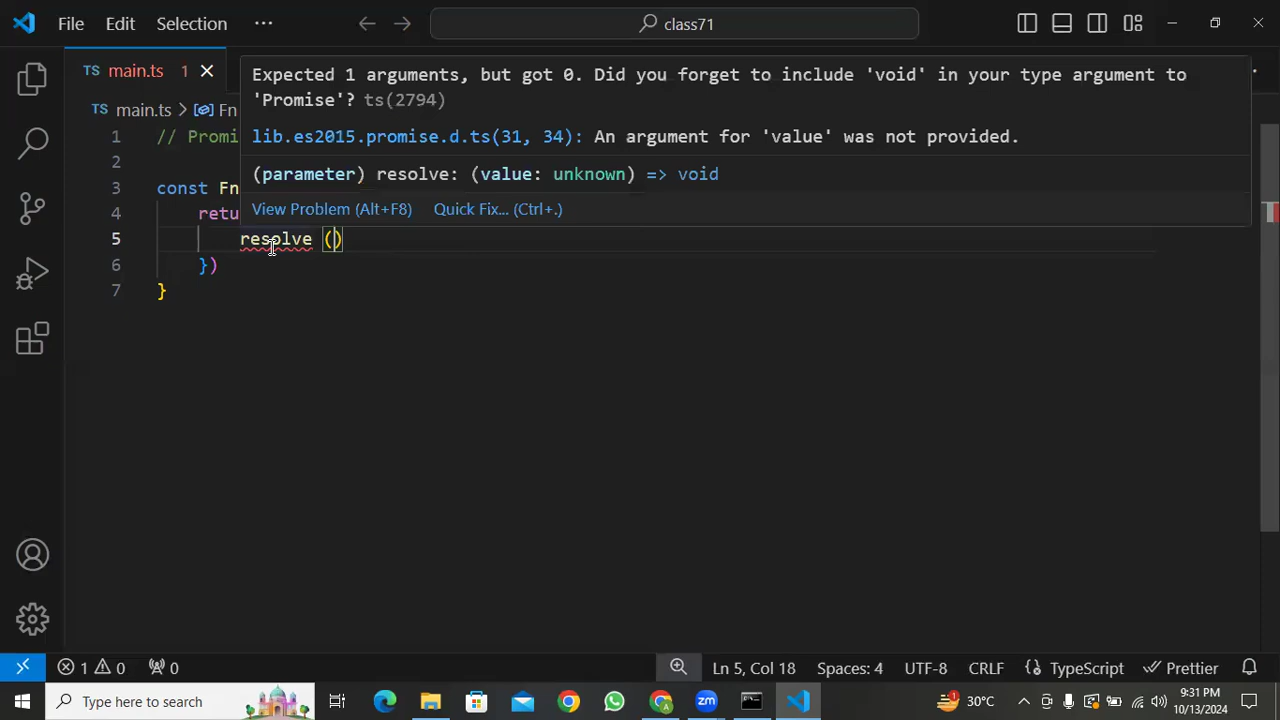 File Edit Selection ··· class71
TS main.ts 1
main.ts > Fn
Expected 1 arguments, but got 0. Did you forget to include 'void' in your type argument to
'Promise'? ts(2794)
lib.es2015.promise.d.ts(31, 34): An argument for 'value' was not provided.
(parameter) resolve: (value: unknown) => void
View Problem (Alt+F8) Quick Fix... (Ctrl+.)
1 // Promi
2
3 const Fn
4 retu
5 resolve ()
6 })
7 }
1 0 0 Ln 5, Col 18 Spaces: 4 UTF-8 CRLF TypeScript Prettier
Type here to search 30°C 9:31 PM
10/13/2024